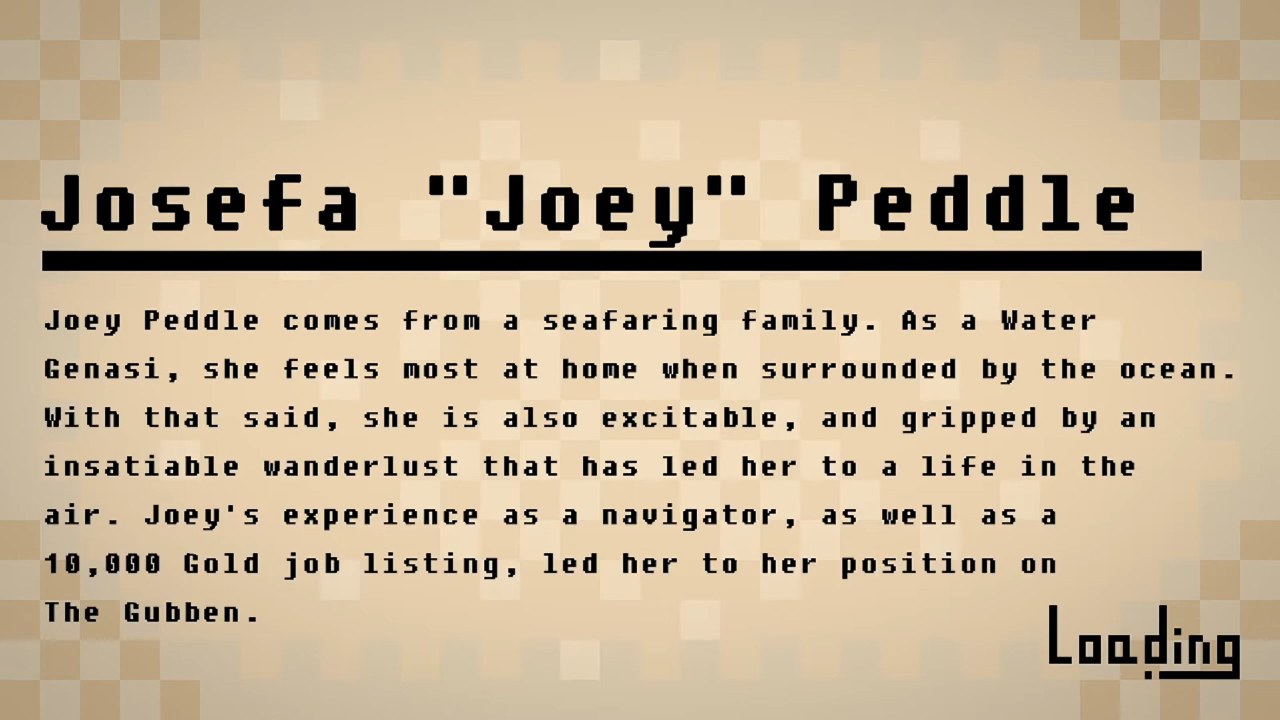 Josefa "Joey" Peddle
Joey Peddle comes from a seafaring family. As a Water
Genasi, she feels most at home when surrounded by the ocean.
With that said, she is also excitable, and gripped by an
insatiable wanderlust that has led her to a life in the
air. Joey's experience as a navigator, as well as a
10,000 Gold job listing, led her to her position on
The Gubben.
Loading